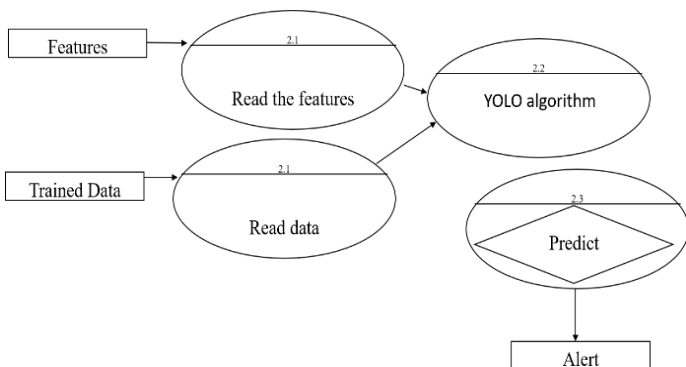 2.1
Features
Read the features
2.2
YOLO algorithm
2.1
Trained Data
Read data
2.3
Predict
Alert